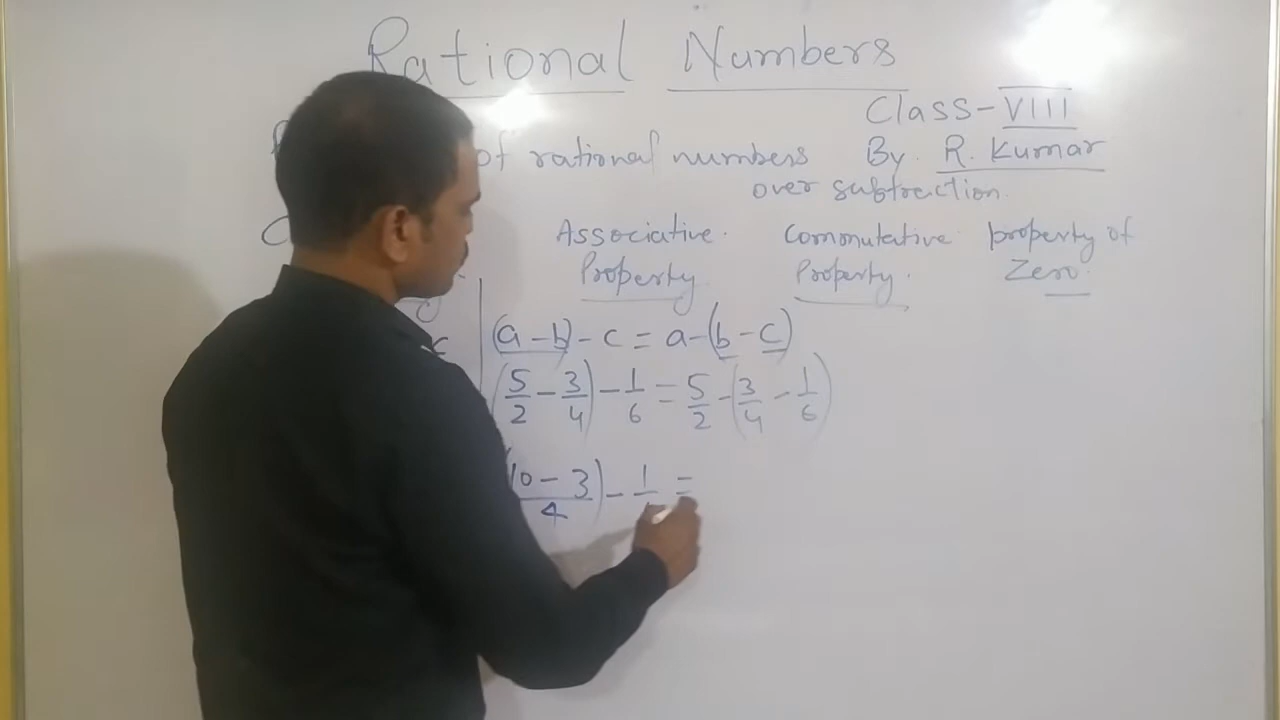 Rational Numbers
Class-VIII
of rational numbers By. R. Kumar
over subtraction.
Associative. Commutative property of
Property Property. Zero.
(a-b)-c = a-(b-c)
(5/2 - 3/4) - 1/6 = 5/2 - (3/4 - 1/6)
(10-3)/4 - 1 =